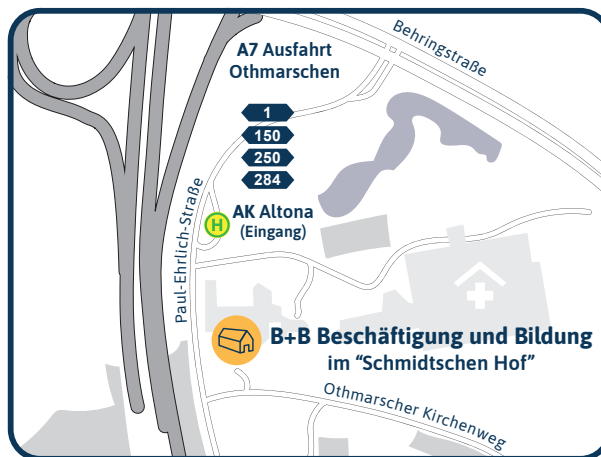 A7 Ausfahrt
Othmarschen
Behringstraße
1
150
250
284
H
AK Altona
(Eingang)
Paul-Ehrlich-Straße
B+B Beschäftigung und Bildung
im “Schmidtschen Hof”
Othmarscher Kirchenweg